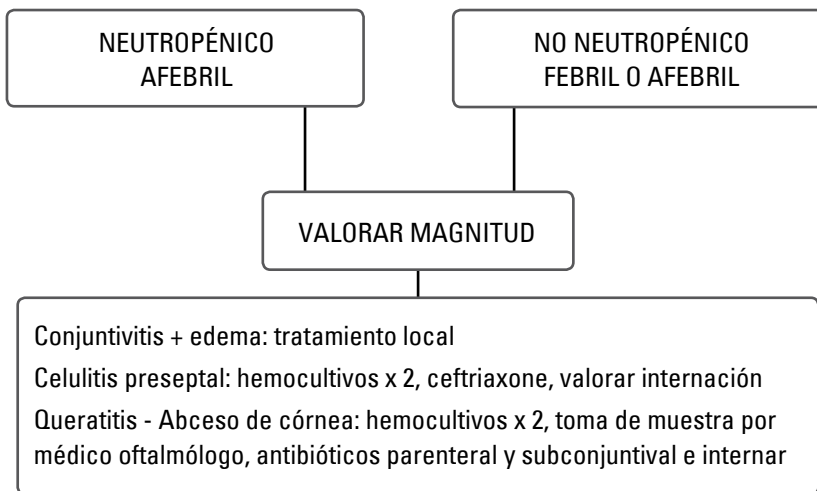 NEUTROPÉNICO
AFEBRIL
NO NEUTROPÉNICO
FEBRIL O AFEBRIL
VALORAR MAGNITUD
Conjuntivitis + edema: tratamiento local
Celulitis preseptal: hemocultivos x 2, ceftriaxone, valorar internación
Queratitis - Abceso de córnea: hemocultivos x 2, toma de muestra por
médico oftalmólogo, antibióticos parenteral y subconjuntival e internar